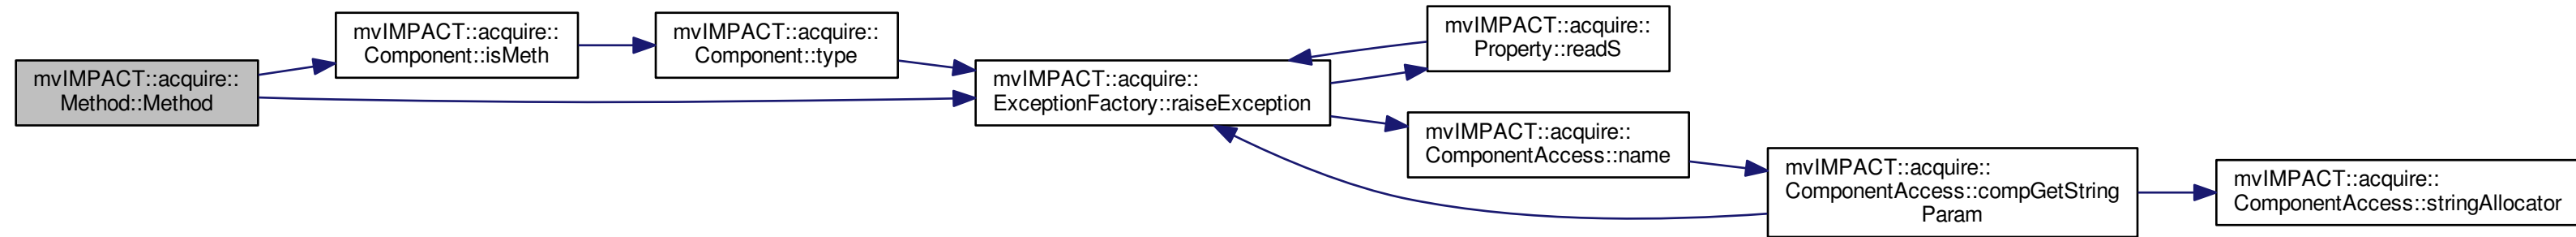 mvIMPACT::acquire::
Method::Method
mvIMPACT::acquire::
Component::isMeth
mvIMPACT::acquire::
Component::type
mvIMPACT::acquire::
ExceptionFactory::raiseException
mvIMPACT::acquire::
Property::readS
mvIMPACT::acquire::
ComponentAccess::name
mvIMPACT::acquire::
ComponentAccess::compGetString
Param
mvIMPACT::acquire::
ComponentAccess::stringAllocator